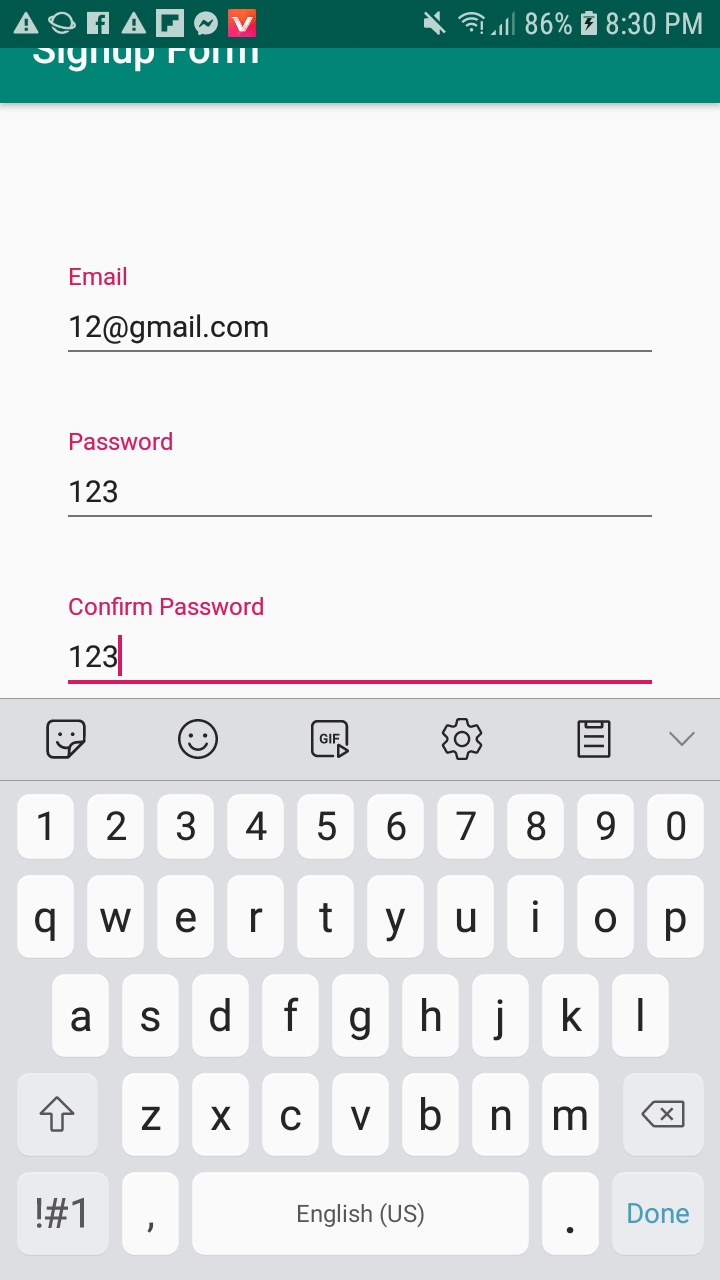 86% 8:30 PM
Signup Form
Email
12@gmail.com
Password
123
Confirm Password
123
GIF
1 2 3 4 5 6 7 8 9 0
q w e r t y u i o p
a s d f g h j k l
z x c v b n m
!#1 , English (US) . Done